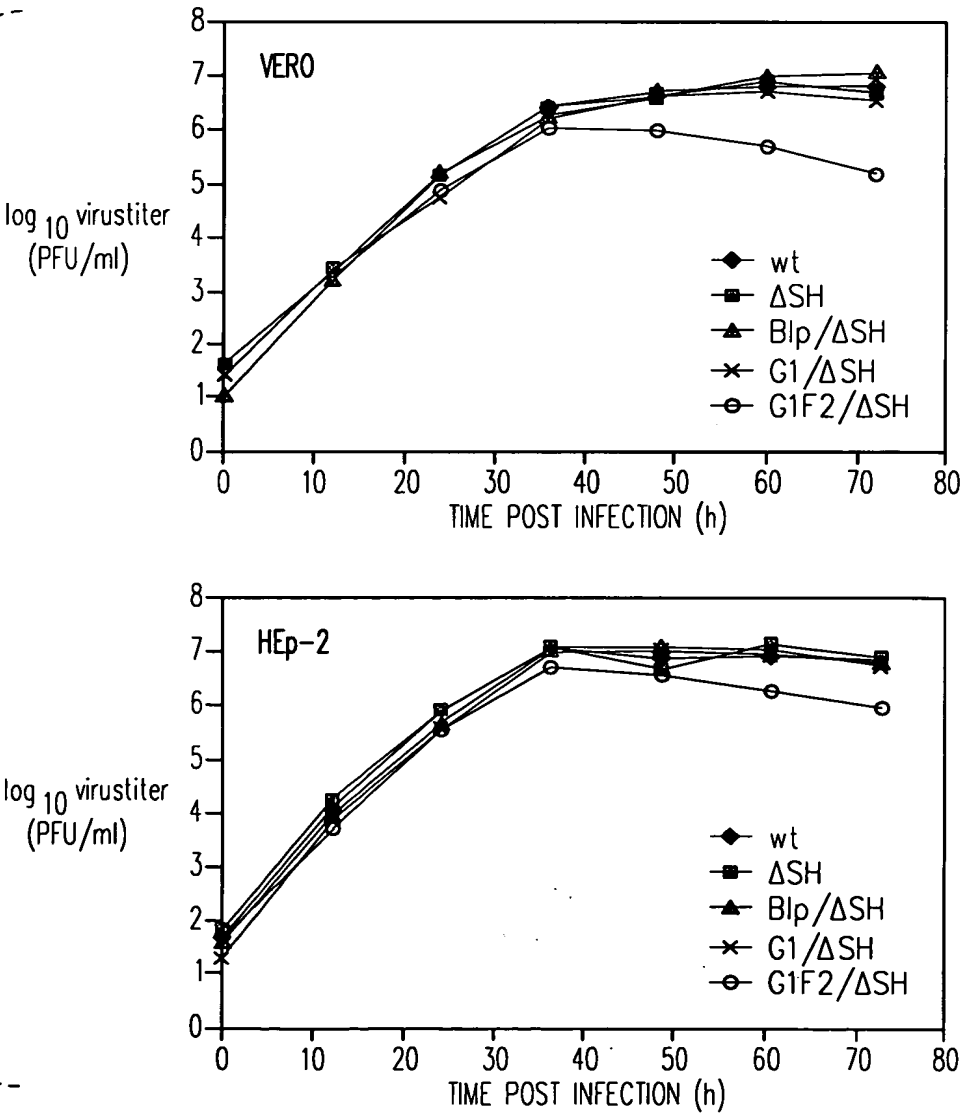 VERO
log 10 virustiter
(PFU/ml)
8
7
6
5
4
3
2
1
0
wt
ΔSH
Blp/ΔSH
G1/ΔSH
G1F2/ΔSH
0 10 20 30 40 50 60 70 80
TIME POST INFECTION (h)
HEp-2
log 10 virustiter
(PFU/ml)
8
7
6
5
4
3
2
1
0
wt
ΔSH
Blp/ΔSH
G1/ΔSH
G1F2/ΔSH
0 10 20 30 40 50 60 70 80
TIME POST INFECTION (h)